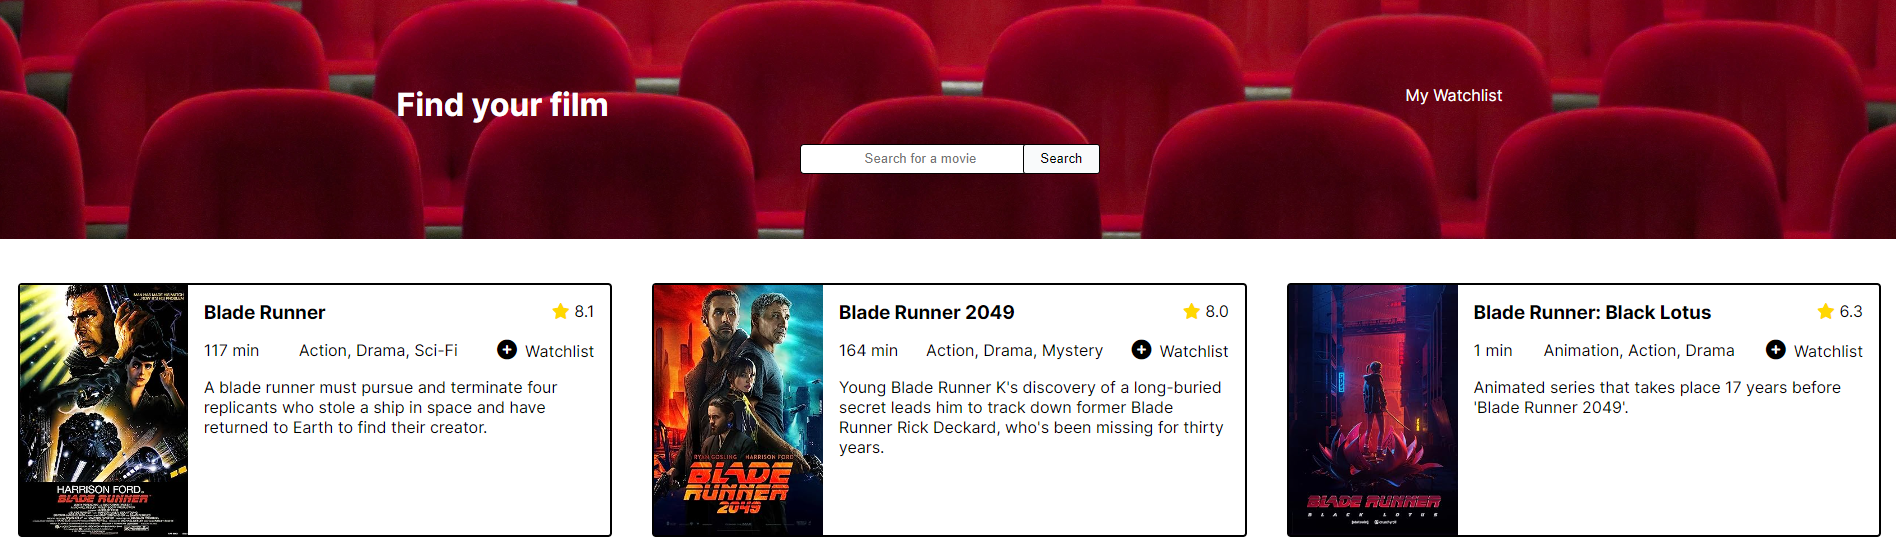 Find your film
My Watchlist
Search for a movie
Search
Blade Runner
8.1
117 min
Action, Drama, Sci-Fi
Watchlist
A blade runner must pursue and terminate four
replicants who stole a ship in space and have
returned to Earth to find their creator.
HARRISON FORD
BLADE RUNNER
Blade Runner 2049
8.0
164 min
Action, Drama, Mystery
Watchlist
Young Blade Runner K's discovery of a long-buried
secret leads him to track down former Blade
Runner Rick Deckard, who's been missing for thirty
years.
RYAN GOSLING HARRISON FORD
BLADE
RUNNER
2049
Blade Runner: Black Lotus
6.3
1 min
Animation, Action, Drama
Watchlist
Animated series that takes place 17 years before
'Blade Runner 2049'.
BLADE RUNNER
BLACK LOTUS